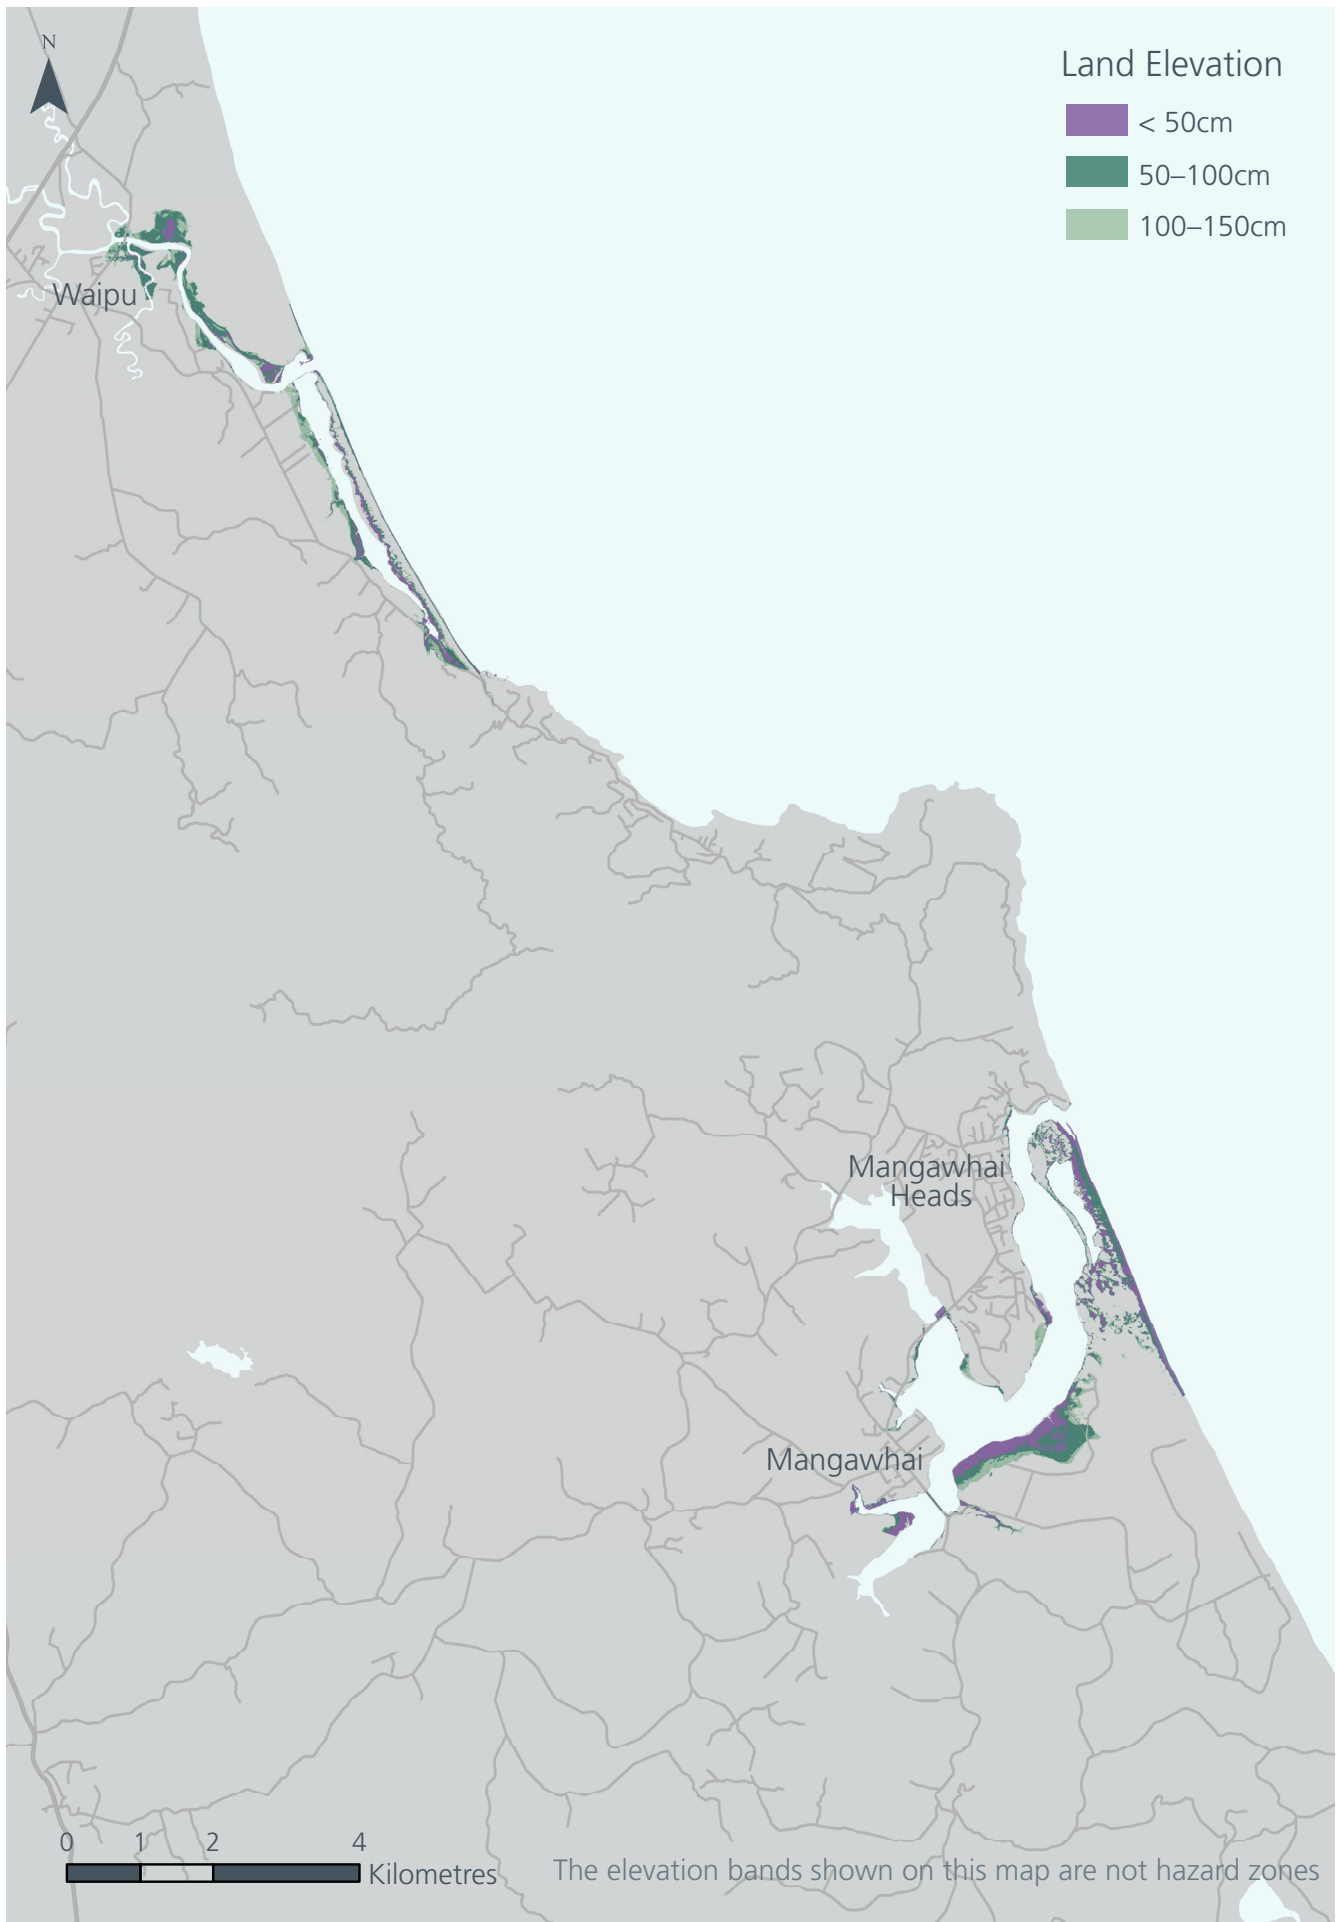 N
Land Elevation
< 50cm
50–100cm
100–150cm
Waipu
Mangawhai
Heads
Mangawhai
0 1 2 4
Kilometres
The elevation bands shown on this map are not hazard zones